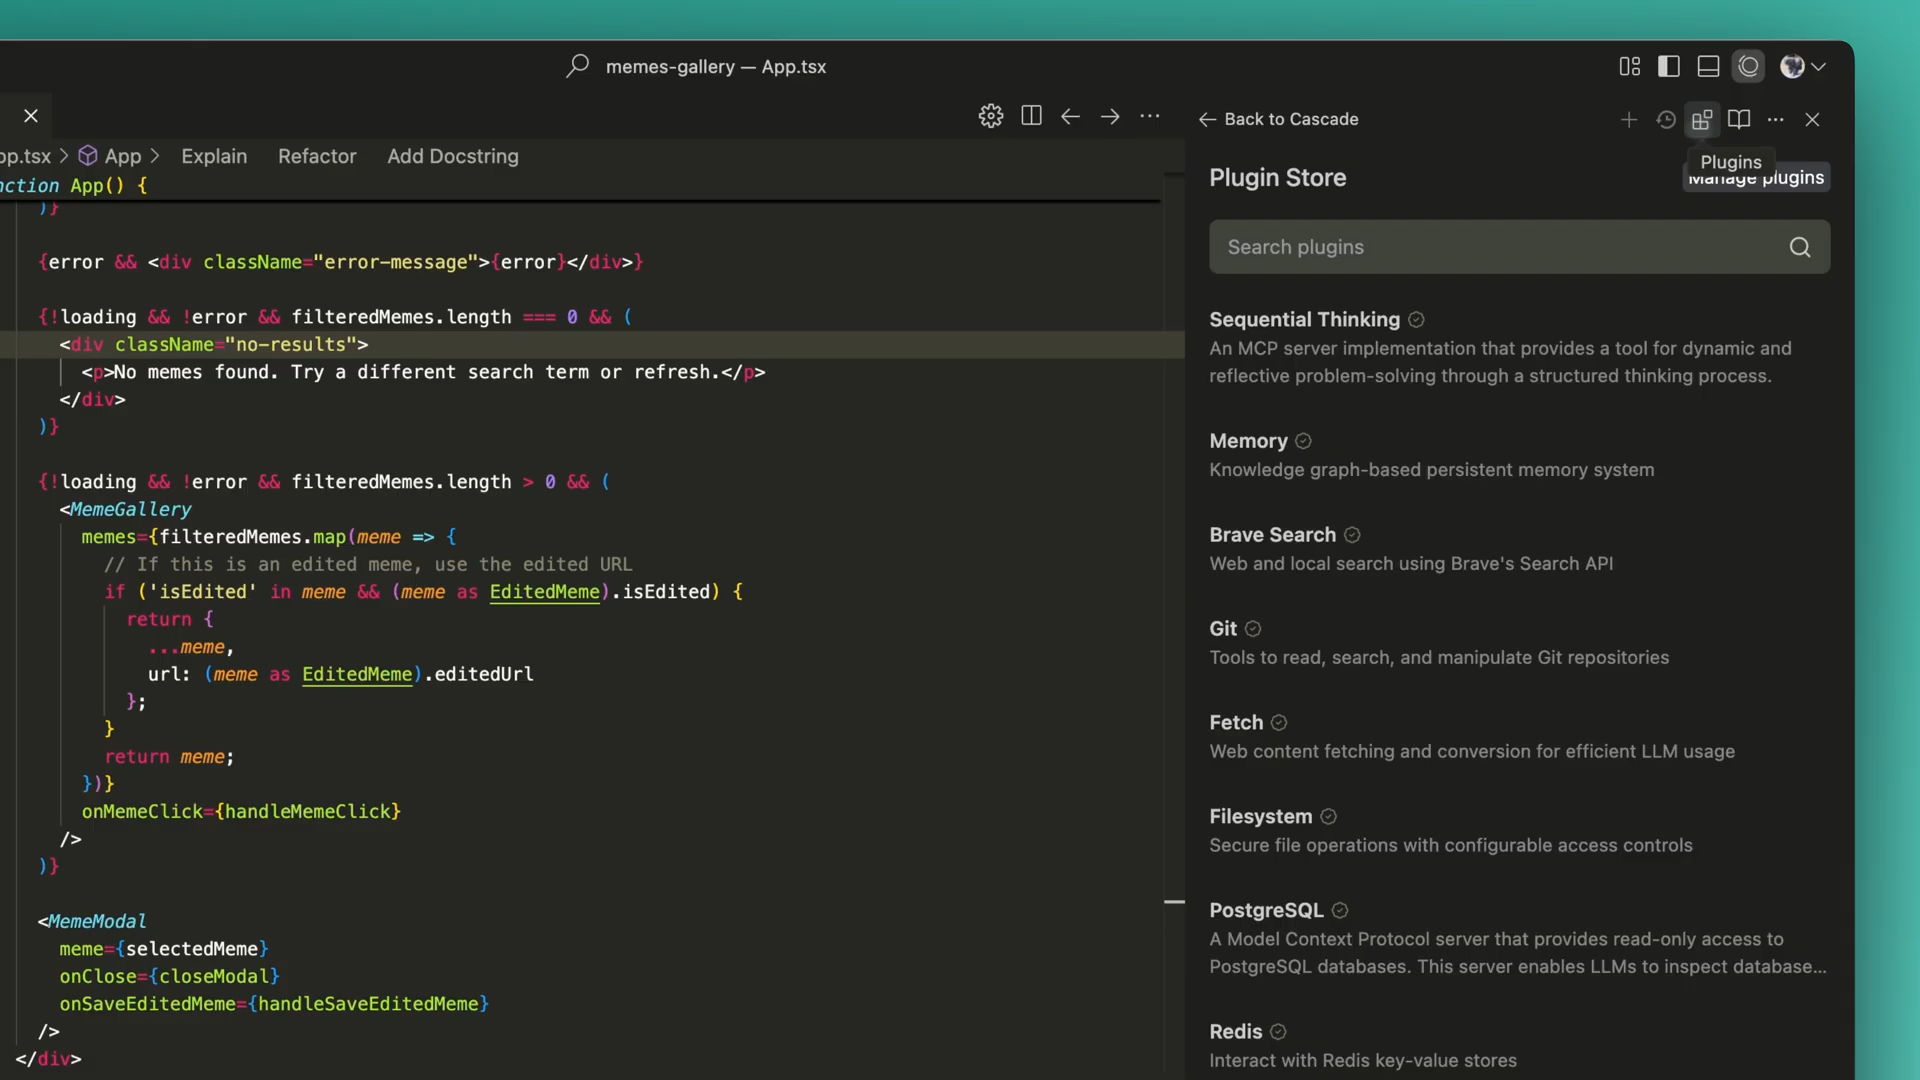 memes-gallery — App.tsx
pp.tsx > App > Explain Refactor Add Docstring
nction App() {
)}
{error && <div className="error-message">{error}</div>}
{!loading && !error && filteredMemes.length === 0 && (
<div className="no-results">
<p>No memes found. Try a different search term or refresh.</p>
</div>
)}
{!loading && !error && filteredMemes.length > 0 && (
<MemeGallery
memes={filteredMemes.map(meme => {
// If this is an edited meme, use the edited URL
if ('isEdited' in meme && (meme as EditedMeme).isEdited) {
return {
...meme,
url: (meme as EditedMeme).editedUrl
};
}
return meme;
})}
onMemeClick={handleMemeClick}
/>
)}
<MemeModal
meme={selectedMeme}
onClose={closeModal}
onSaveEditedMeme={handleSaveEditedMeme}
/>
</div>
Back to Cascade
Plugins
Plugin Store
Manage plugins
Search plugins
Sequential Thinking
An MCP server implementation that provides a tool for dynamic and
reflective problem-solving through a structured thinking process.
Memory
Knowledge graph-based persistent memory system
Brave Search
Web and local search using Brave's Search API
Git
Tools to read, search, and manipulate Git repositories
Fetch
Web content fetching and conversion for efficient LLM usage
Filesystem
Secure file operations with configurable access controls
PostgreSQL
A Model Context Protocol server that provides read-only access to
PostgreSQL databases. This server enables LLMs to inspect database...
Redis
Interact with Redis key-value stores